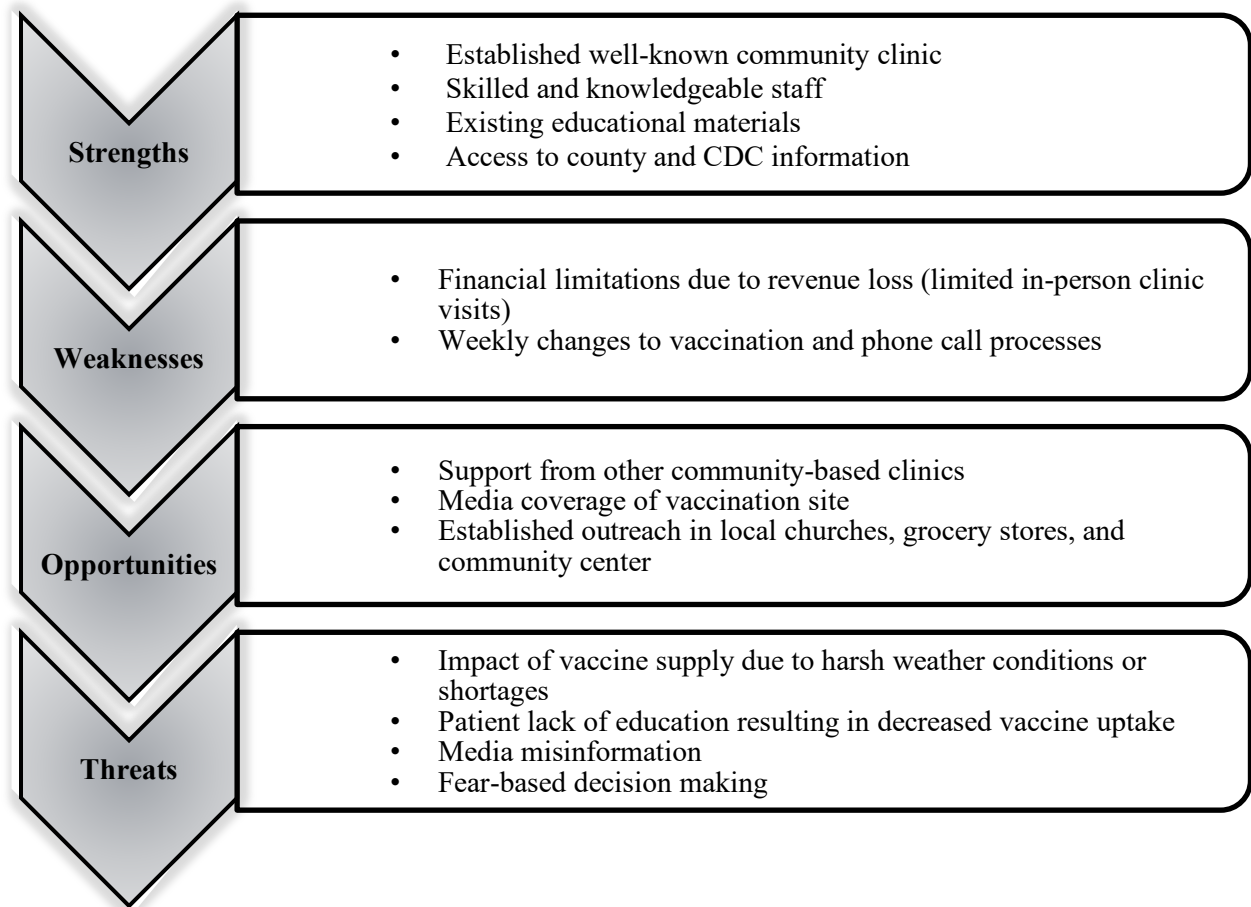 Strengths
• Established well-known community clinic
• Skilled and knowledgeable staff
• Existing educational materials
• Access to county and CDC information
Weaknesses
• Financial limitations due to revenue loss (limited in-person clinic
visits)
• Weekly changes to vaccination and phone call processes
Opportunities
• Support from other community-based clinics
• Media coverage of vaccination site
• Established outreach in local churches, grocery stores, and
community center
Threats
• Impact of vaccine supply due to harsh weather conditions or
shortages
• Patient lack of education resulting in decreased vaccine uptake
• Media misinformation
• Fear-based decision making